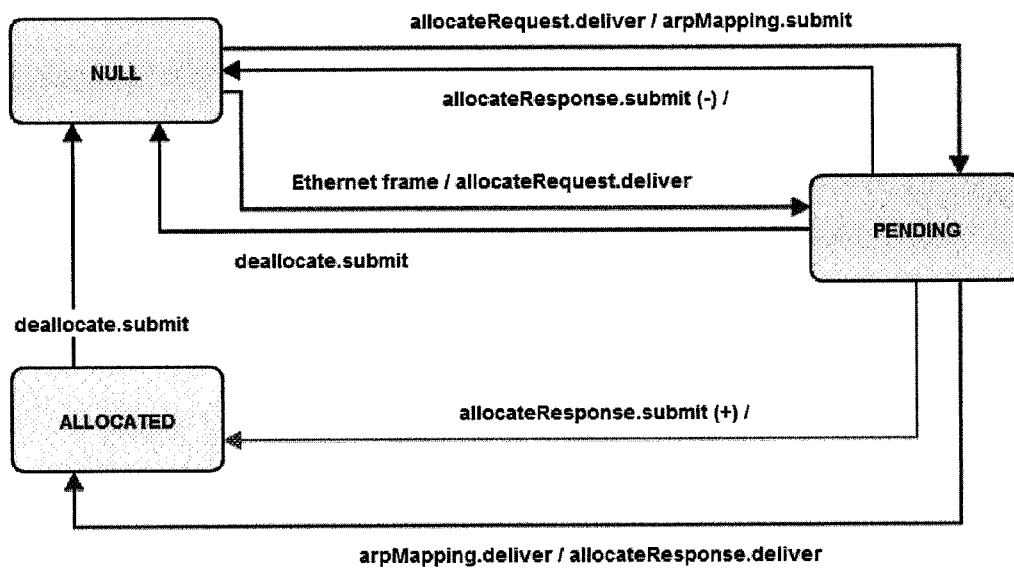 allocateRequest.deliver / arpMapping.submit
NULL
allocateResponse.submit (-) /
Ethernet frame / allocateRequest.deliver
PENDING
deallocate.submit
deallocate.submit
allocateResponse.submit (+) /
ALLOCATED
arpMapping.deliver / allocateResponse.deliver